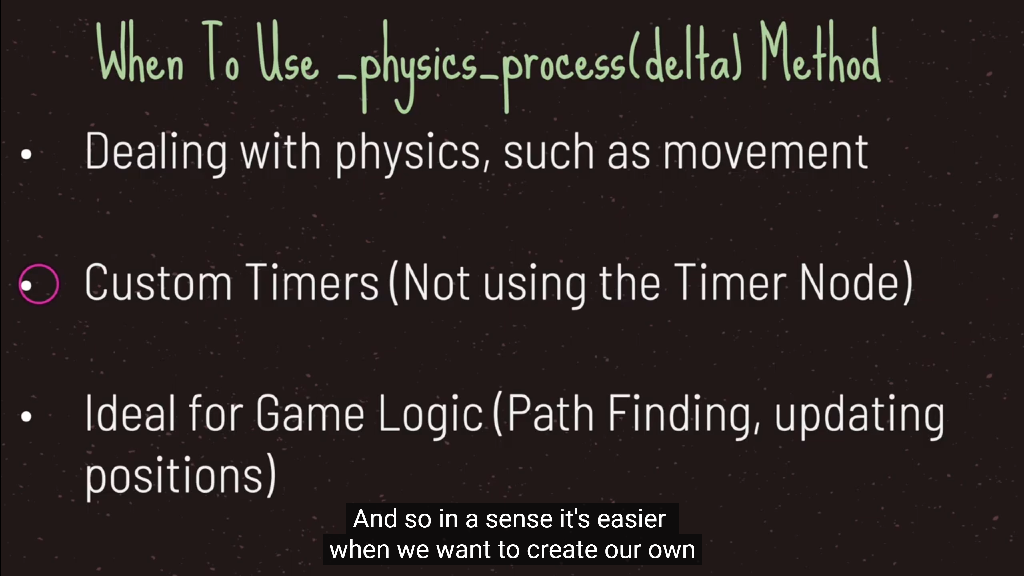 When To Use _physics_process(delta) Method
• Dealing with physics, such as movement
• Custom Timers (Not using the Timer Node)
• Ideal for Game Logic (Path Finding, updating
positions)
And so in a sense it's easier
when we want to create our own